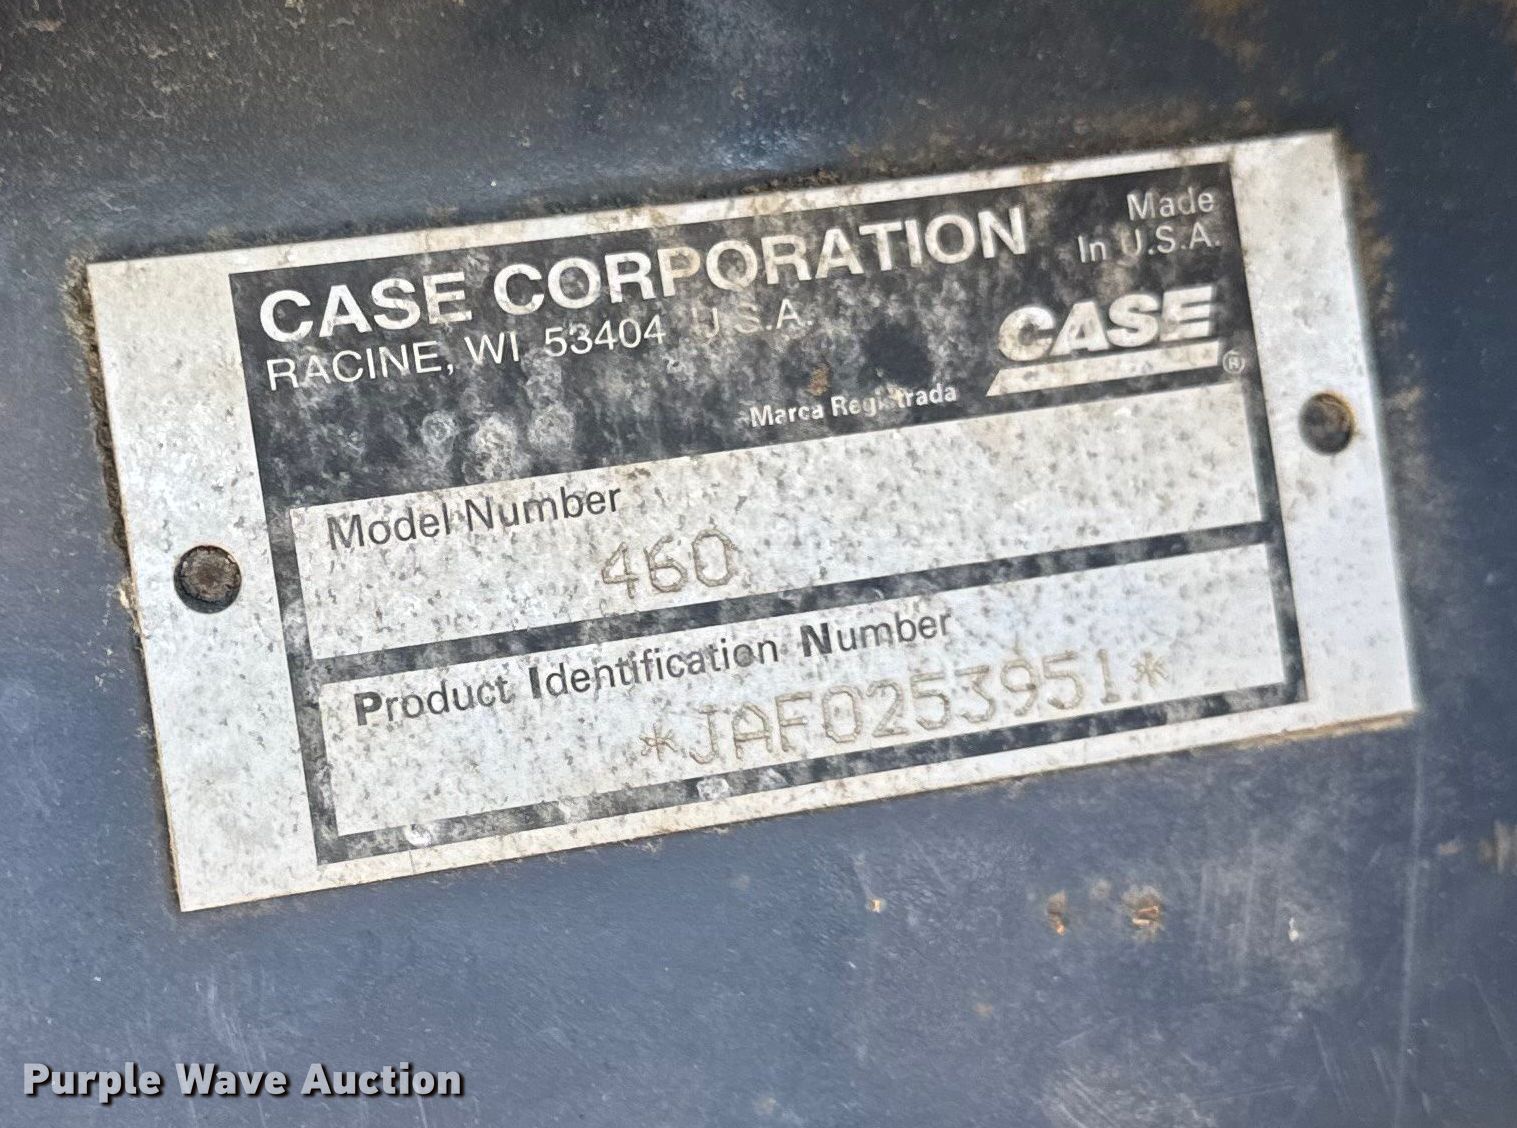 CASE CORPORATION
RACINE, WI 53404 U.S.A.
Made
In U.S.A.
CASE
®
Marca Registrada
Model Number
460
Product Identification Number
*JAF0253951*
Purple Wave Auction